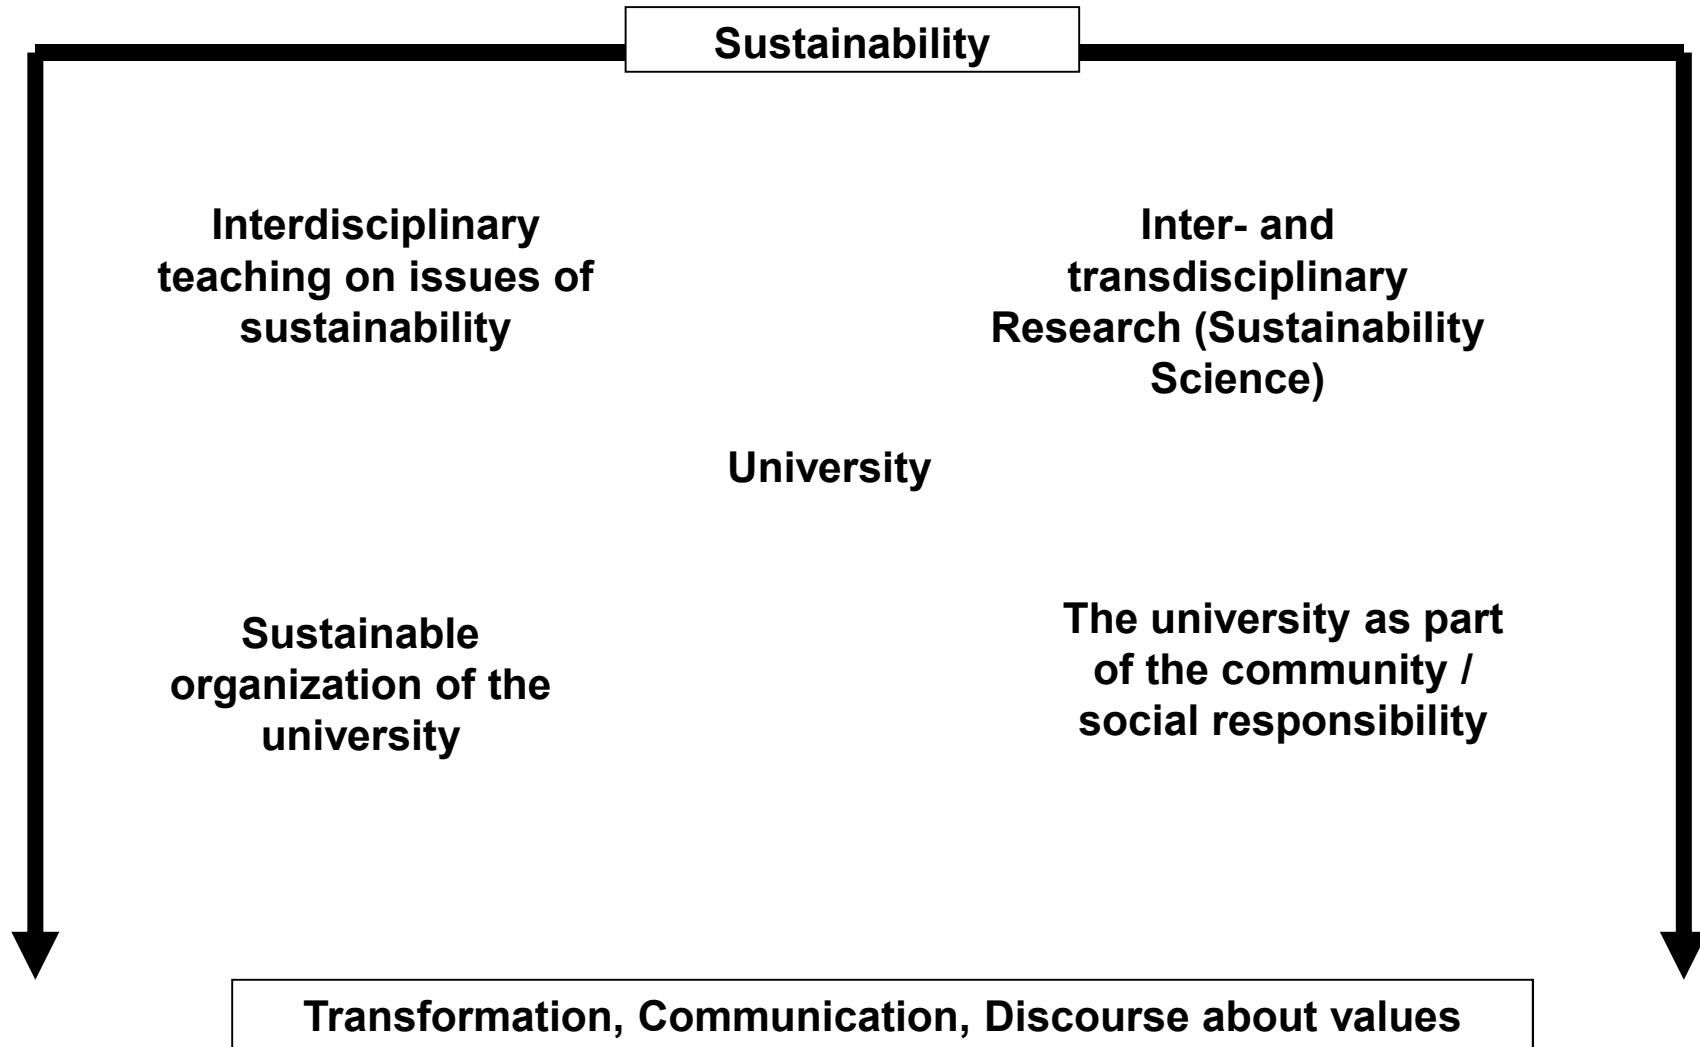 Sustainability
Interdisciplinary
teaching on issues of
sustainability
Inter- and
transdisciplinary
Research (Sustainability
Science)
University
Sustainable
organization of the
university
The university as part
of the community /
social responsibility
Transformation, Communication, Discourse about values